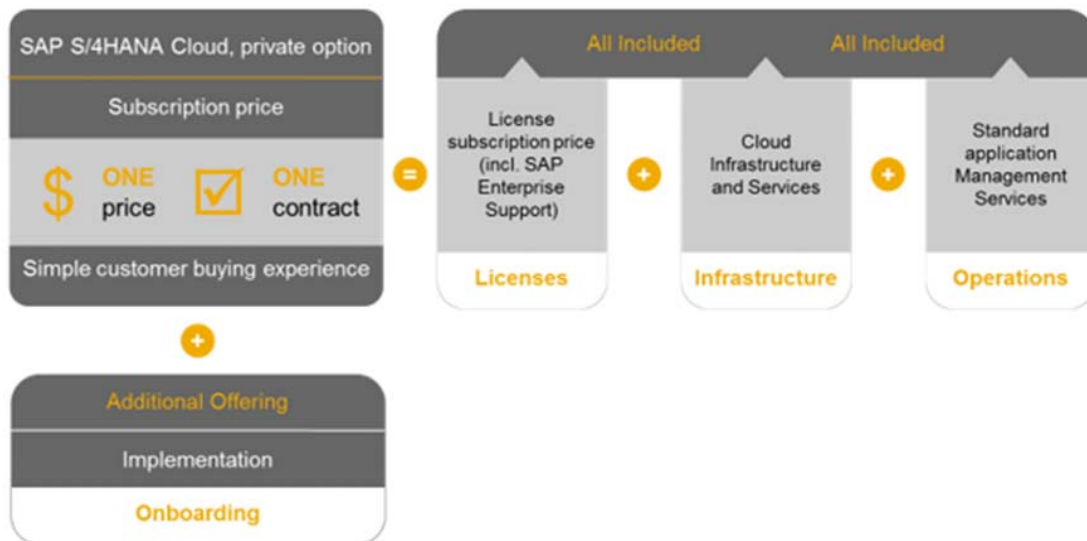 SAP S/4HANA Cloud, private option
Subscription price
$ ONE price
ONE contract
Simple customer buying experience
=
All Included
All Included
License
subscription price
(incl. SAP
Enterprise
Support)
Licenses
+
Cloud
Infrastructure
and Services
Infrastructure
+
Standard
application
Management
Services
Operations
+
Additional Offering
Implementation
Onboarding